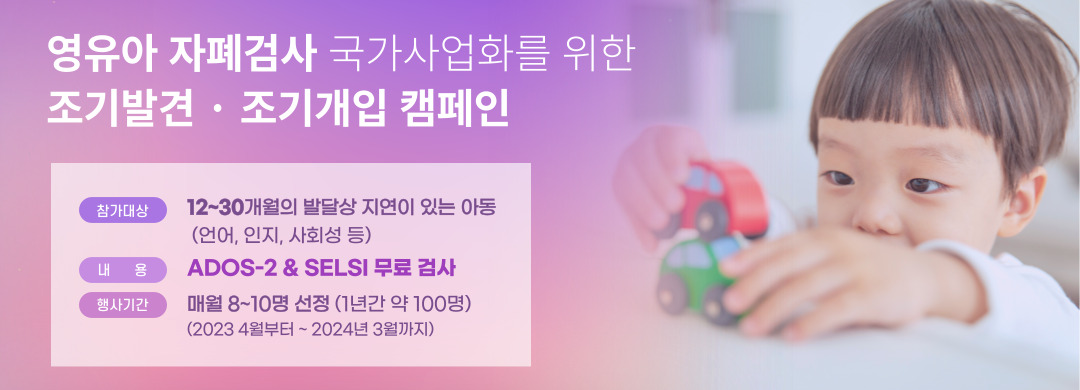 영유아 자폐검사 국가사업화를 위한
조기발견 · 조기개입 캠페인
참가대상 12~30개월의 발달상 지연이 있는 아동
(언어, 인지, 사회성 등)
내 용 ADOS-2 & SELSI 무료 검사
행사기간 매월 8~10명 선정 (1년간 약 100명)
(2023 4월부터 ~ 2024년 3월까지)